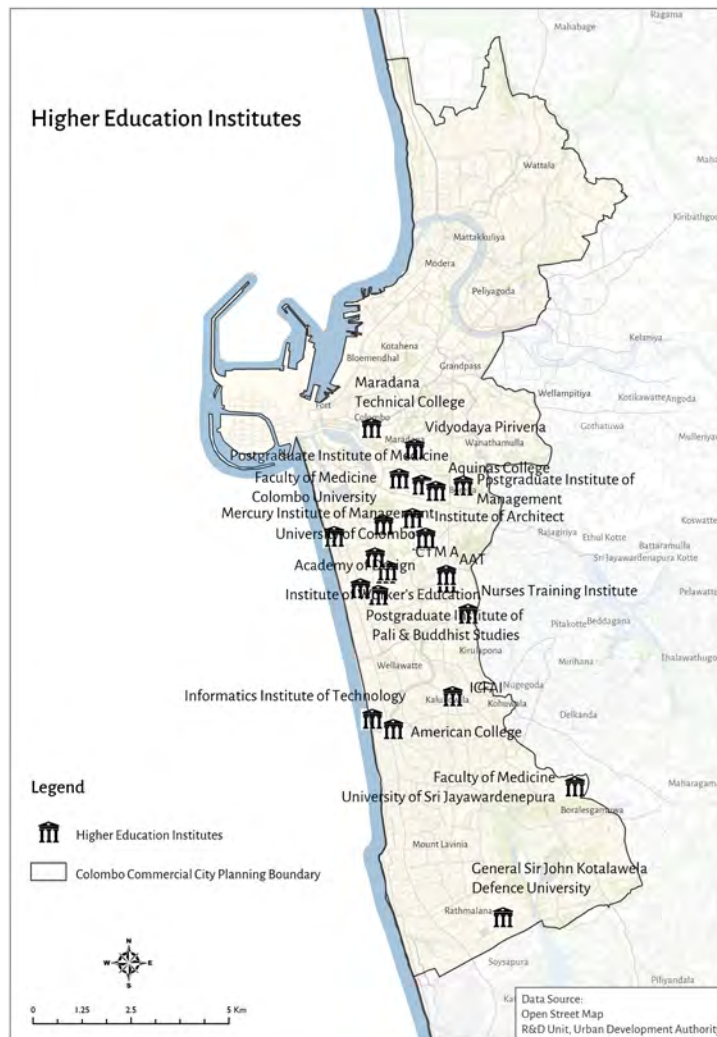 Ragama
Mahabage
Higher Education Institutes
Wattala
Kiribathgod
Mattakkuliya
Modera
Peliyagoda
Kelaniya
Kotahena
Bloemendhal
Grandpass
Maradana
Technical College
Wellampitiya
Kotikawatte
Angoda
Fort
Colombo
Vidyodaya Pirivena
Gothatuwa
Mulleriya
Maradana
Wanathamulla
Postgraduate Institute of Medicine
Aquinas College
Faculty of Medicine
Colombo University
Postgraduate Institute of
Management
Mercury Institute of Management
Institute of Architect
Koswatte
University of Colombo
Rajagiriya
Ethul Kotte
Battaramulla
CTMA
AAT
Sri Jayawardenepura Kotte
Academy of Design
Institute of Worker's Education
Nurses Training Institute
Pelawatte
Postgraduate Institute of
Pali & Buddhist Studies
Pitakotte
Beddagana
Kirulapona
Mirihana
Thalawathugo
Wellawatte
Informatics Institute of Technology
ICFAI
Nugegoda
Kohuwala
Delkanda
American College
Faculty of Medicine
University of Sri Jayawardenepura
Maharagama
Boralesgamuwa
Legend
Higher Education Institutes
Mount Lavinia
Colombo Commercial City Planning Boundary
General Sir John Kotalawela
Defence University
Rathmalana
N
W E
S
Soysapura
Piliyandala
0 1.25 2.5 5 Km
Data Source:
Open Street Map
R&D Unit, Urban Development Authority